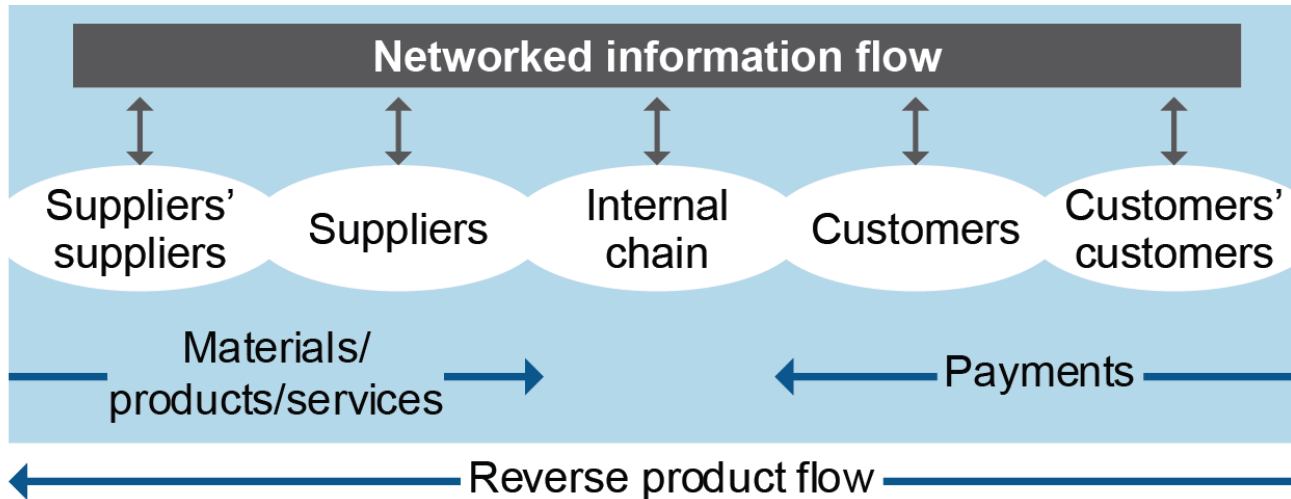 Networked information flow
Suppliers’
suppliers
Suppliers
Internal
chain
Customers
Customers’
customers
Materials/
products/services
Payments
Reverse product flow